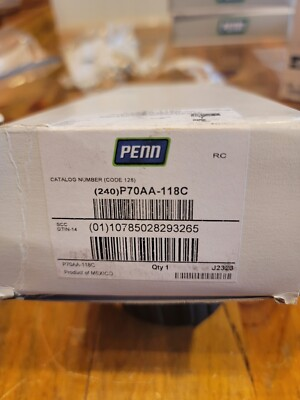 PENN
RC
CATALOG NUMBER (CODE 128)
(240)P70AA-118C
SCC
GTIN-14
(01)10785028293265
P70AA-118C
Product of MEXICO
Qty 1